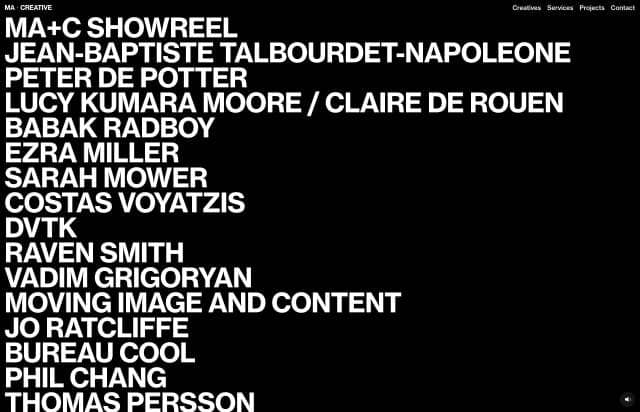 MA + CREATIVE
Creatives Services Projects Contact
MA+C SHOWREEL
JEAN-BAPTISTE TALBOURDET-NAPOLEONE
PETER DE POTTER
LUCY KUMARA MOORE / CLAIRE DE ROUEN
BABAK RADBOY
EZRA MILLER
SARAH MOWER
COSTAS VOYATZIS
DVTK
RAVEN SMITH
VADIM GRIGORYAN
MOVING IMAGE AND CONTENT
JO RATCLIFFE
BUREAU COOL
PHIL CHANG
THOMAS PERSSON